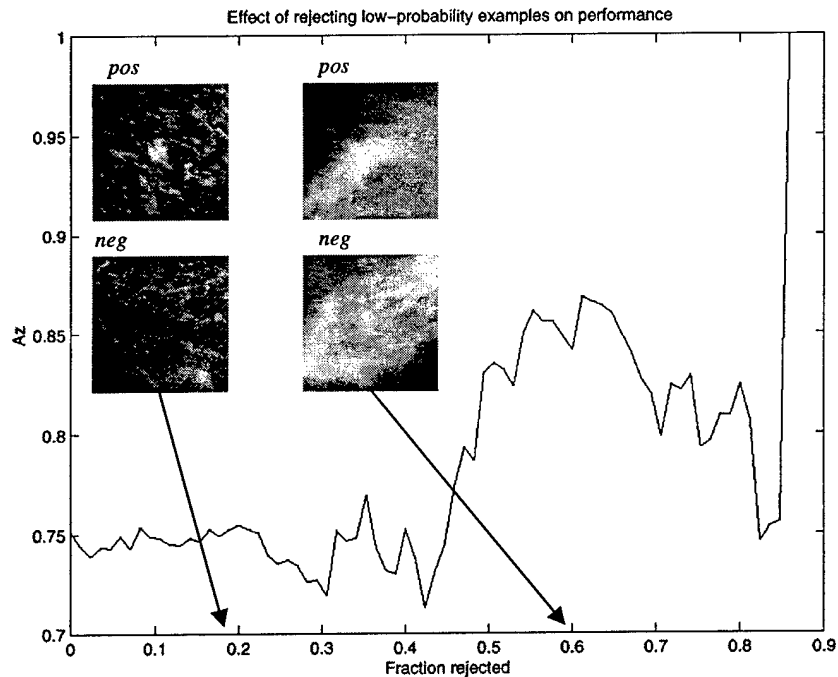 Effect of rejecting low-probability examples on performance
1
0.95
0.9
0.85
0.8
0.75
0.7
Az
pos
pos
neg
neg
0
0.1
0.2
0.3
0.4
0.5
0.6
0.7
0.8
0.9
Fraction rejected